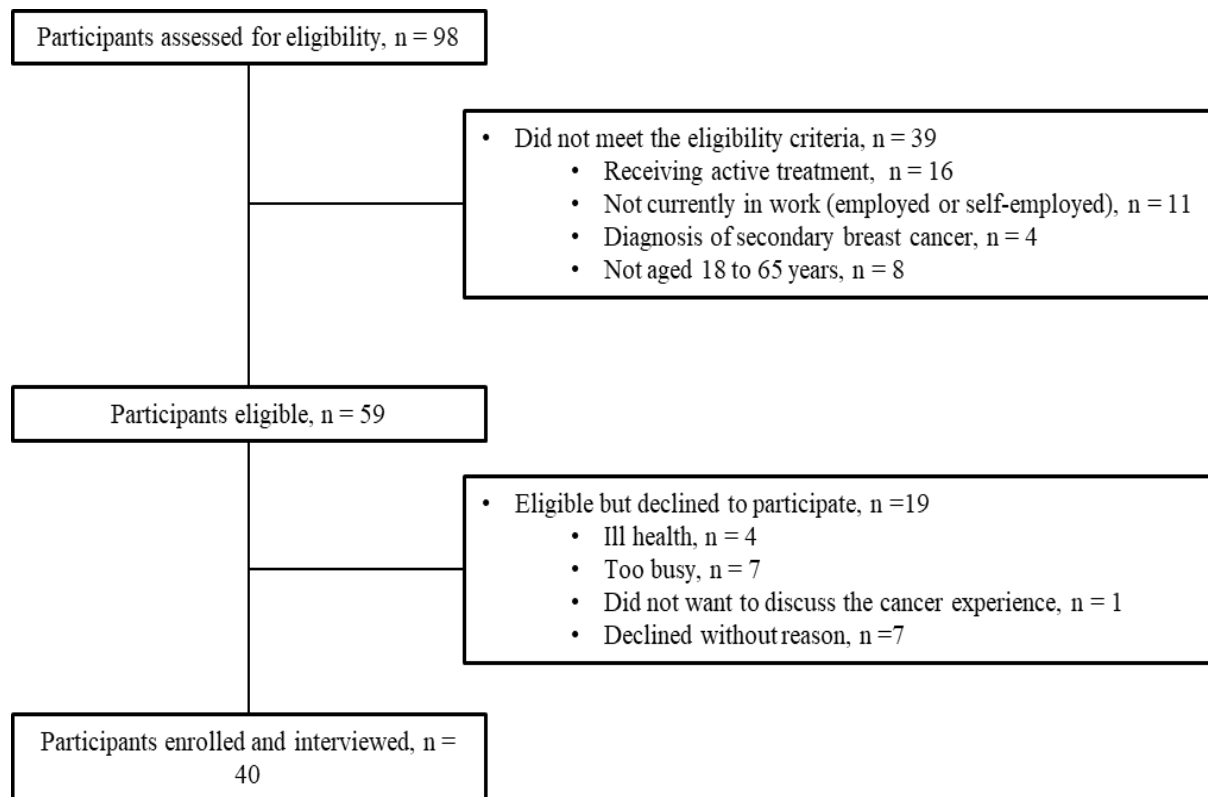 Participants assessed for eligibility, n = 98
• Did not meet the eligibility criteria, n = 39
• Receiving active treatment, n = 16
• Not currently in work (employed or self-employed), n = 11
• Diagnosis of secondary breast cancer, n = 4
• Not aged 18 to 65 years, n = 8
Participants eligible, n = 59
• Eligible but declined to participate, n =19
• Ill health, n = 4
• Too busy, n = 7
• Did not want to discuss the cancer experience, n = 1
• Declined without reason, n =7
Participants enrolled and interviewed, n =
40